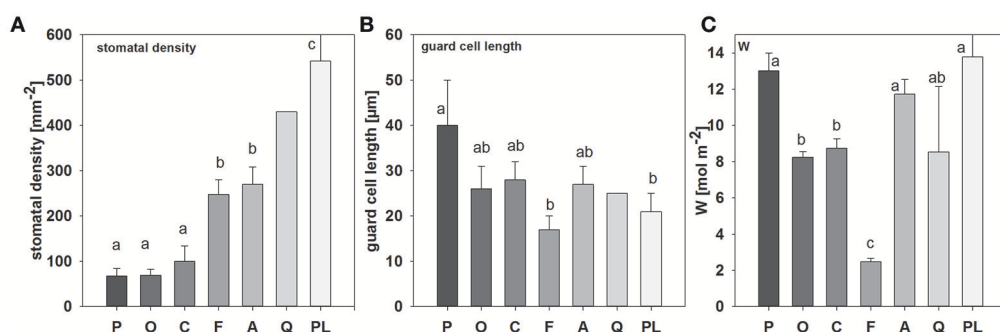 A
stomatal density [mm-2]
600
500
400
300
200
100
0
stomatal density
a
a
a
b
b
c
P O C F A Q PL
B
guard cell length [µm]
60
50
40
30
20
10
0
guard cell length
a
ab
ab
b
ab
b
P O C F A Q PL
C
W [mol m-2]
14
12
10
8
6
4
2
0
W
a
b
b
c
a
ab
a
P O C F A Q PL